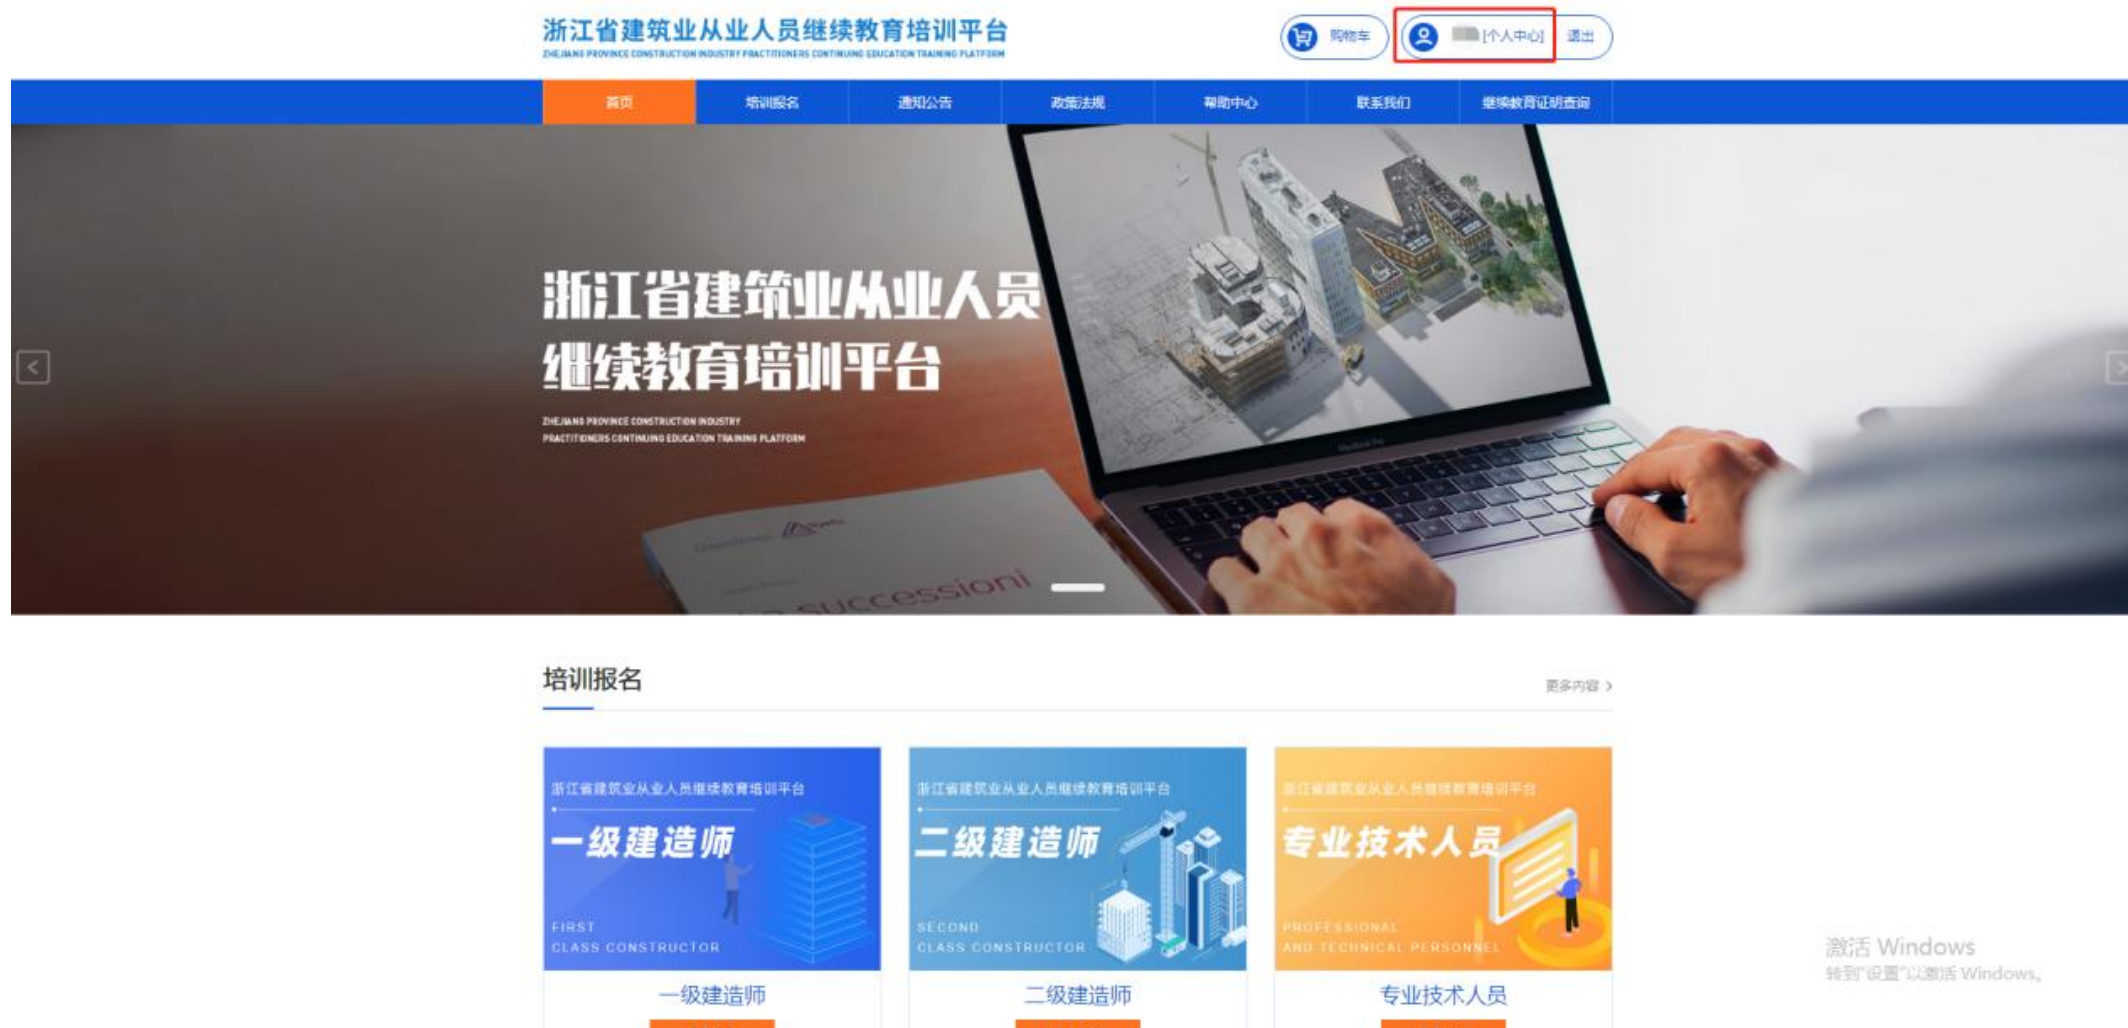 浙江省建筑业从业人员继续教育培训平台
ZHEJIANG PROVINCE CONSTRUCTION INDUSTRY PRACTITIONERS CONTINUING EDUCATION TRAINING PLATFORM
购物车
[个人中心]
退出
首页
培训报名
通知公告
政策法规
帮助中心
联系我们
继续教育证明查询
浙江省建筑业从业人员
继续教育培训平台
ZHEJIANG PROVINCE CONSTRUCTION INDUSTRY
PRACTITIONERS CONTINUING EDUCATION TRAINING PLATFORM
MacBook Pro
successioni
培训报名
更多内容 >
浙江省建筑业从业人员继续教育培训平台
一级建造师
FIRST
CLASS CONSTRUCTOR
一级建造师
浙江省建筑业从业人员继续教育培训平台
二级建造师
SECOND
CLASS CONSTRUCTOR
二级建造师
浙江省建筑业从业人员继续教育培训平台
专业技术人员
PROFESSIONAL
AND TECHNICAL PERSONNEL
专业技术人员
激活 Windows
转到"设置"以激活 Windows。